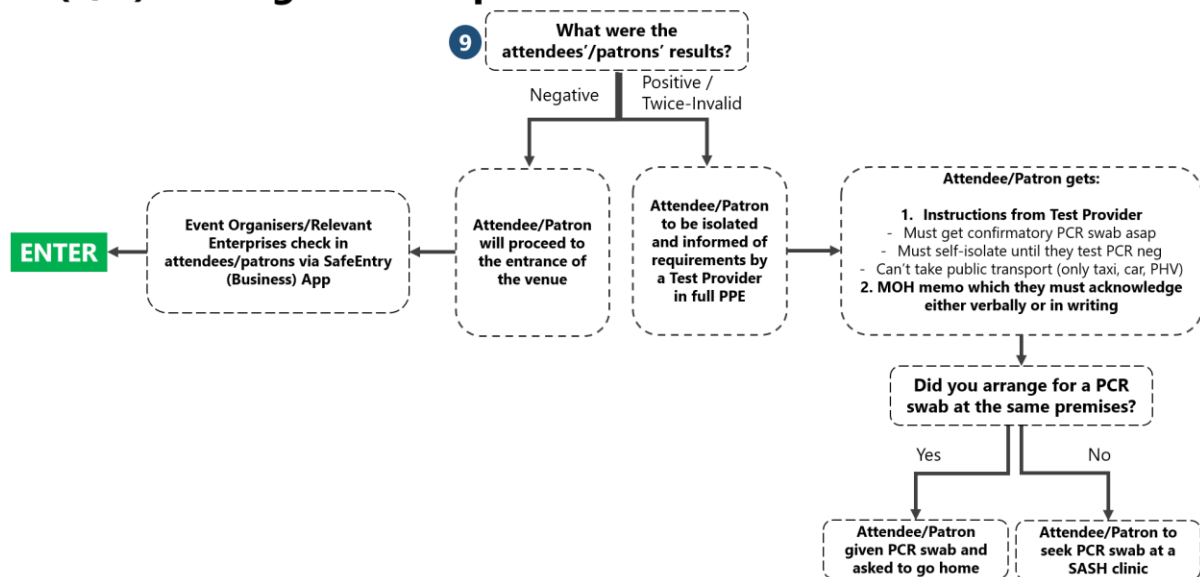 9
What were the
attendees'/patrons' results?
Negative
Positive /
Twice-Invalid
ENTER
Event Organisers/Relevant
Enterprises check in
attendees/patrons via SafeEntry
(Business) App
Attendee/Patron
will proceed to
the entrance of
the venue
Attendee/Patron
to be isolated
and informed of
requirements by
a Test Provider
in full PPE
Attendee/Patron gets:
1. Instructions from Test Provider
- Must get confirmatory PCR swab asap
- Must self-isolate until they test PCR neg
- Can't take public transport (only taxi, car, PHV)
2. MOH memo which they must acknowledge
either verbally or in writing
Did you arrange for a PCR
swab at the same premises?
Yes
No
Attendee/Patron
given PCR swab and
asked to go home
Attendee/Patron to
seek PCR swab at a
SASH clinic